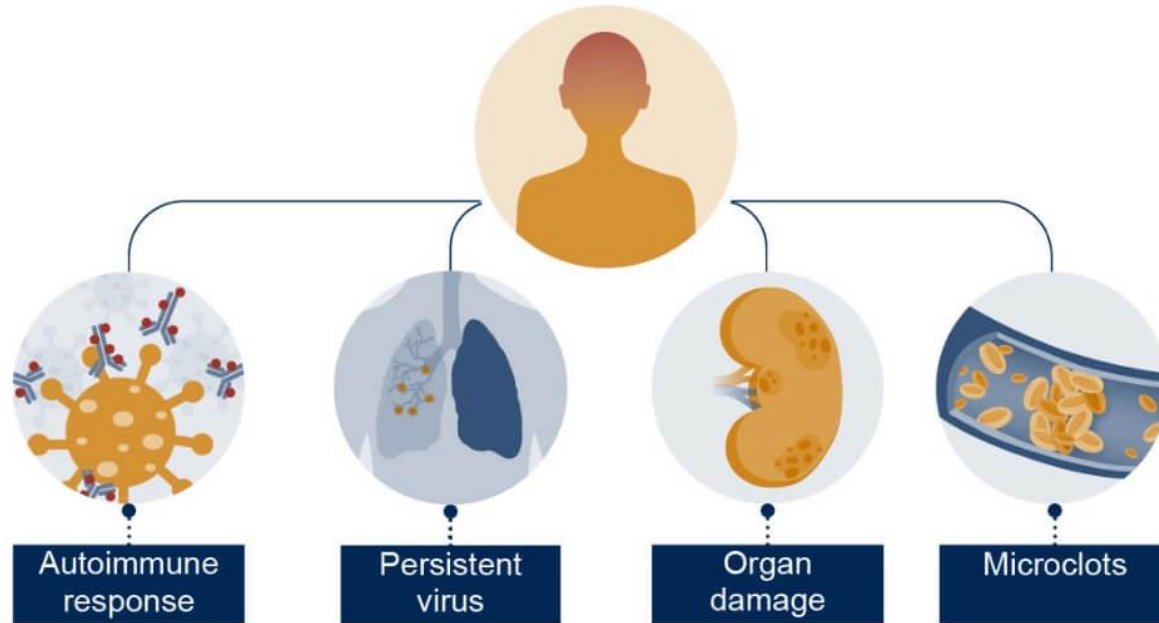 Autoimmune
response
Persistent
virus
Organ
damage
Microclots